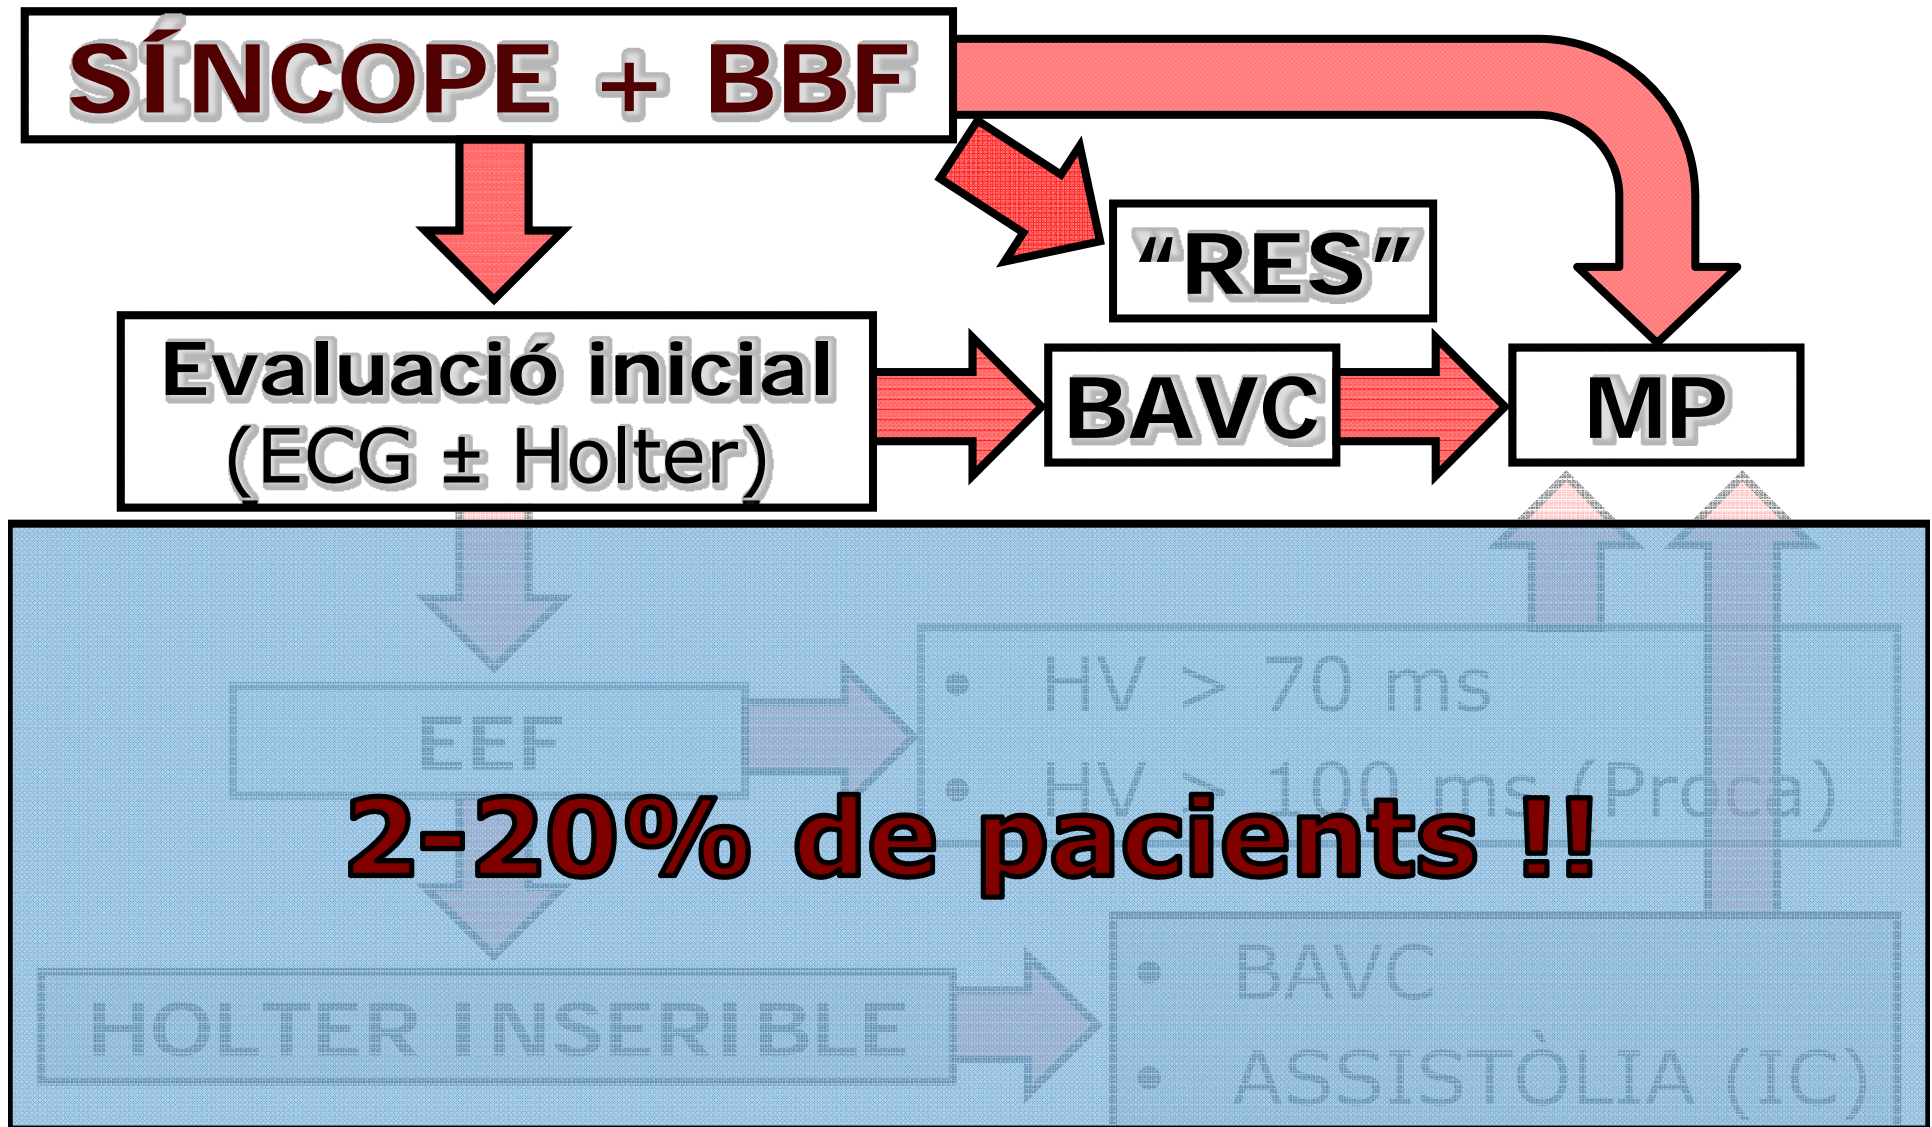 SÍNCOPE + BBF
“RES”
Evaluació inicial
(ECG ± Holter)
BAVC
MP
EEF
• HV > 70 ms
• HV > 100 ms (Proca)
2-20% de pacients !!
HOLTER INSERIBLE
• BAVC
• ASSISTÒLIA (IC)